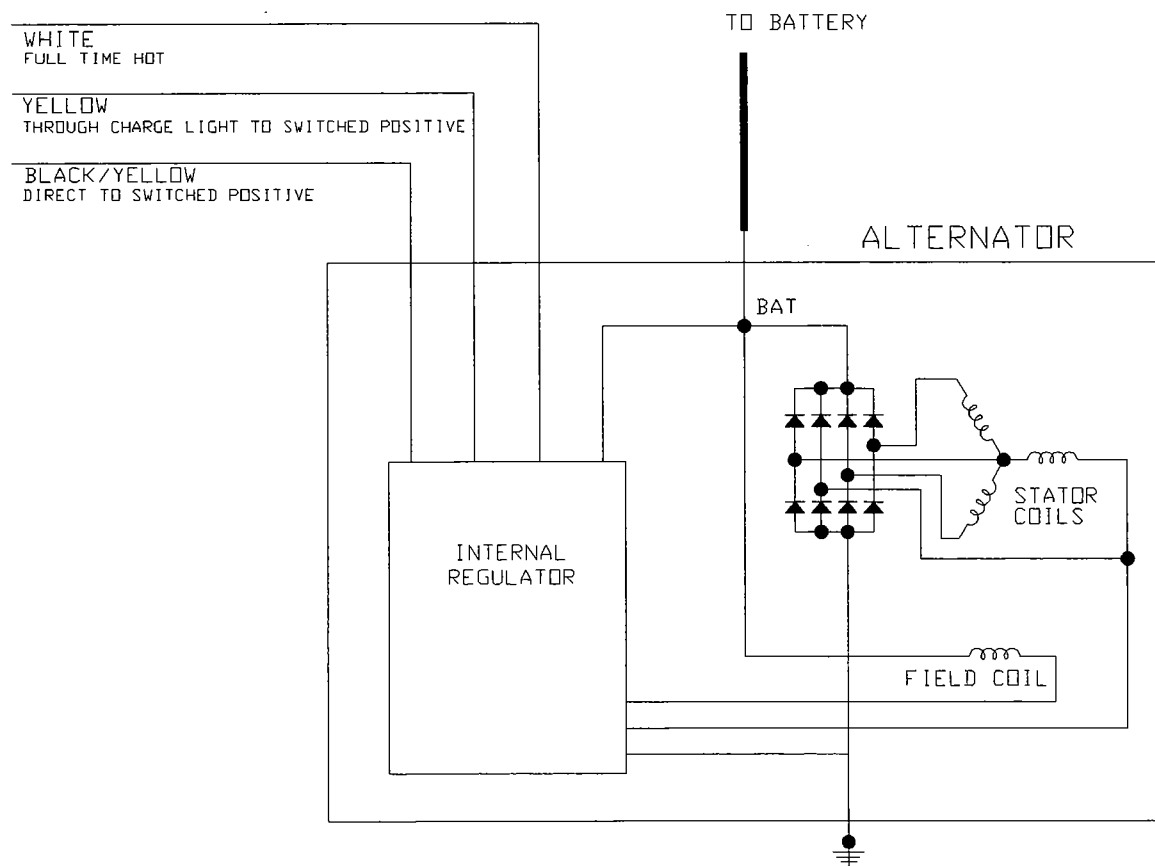 WHITE
FULL TIME HOT
YELLOW
THROUGH CHARGE LIGHT TO SWITCHED POSITIVE
BLACK/YELLOW
DIRECT TO SWITCHED POSITIVE
TO BATTERY
ALTERNATOR
BAT
STATOR
COILS
INTERNAL
REGULATOR
FIELD COIL